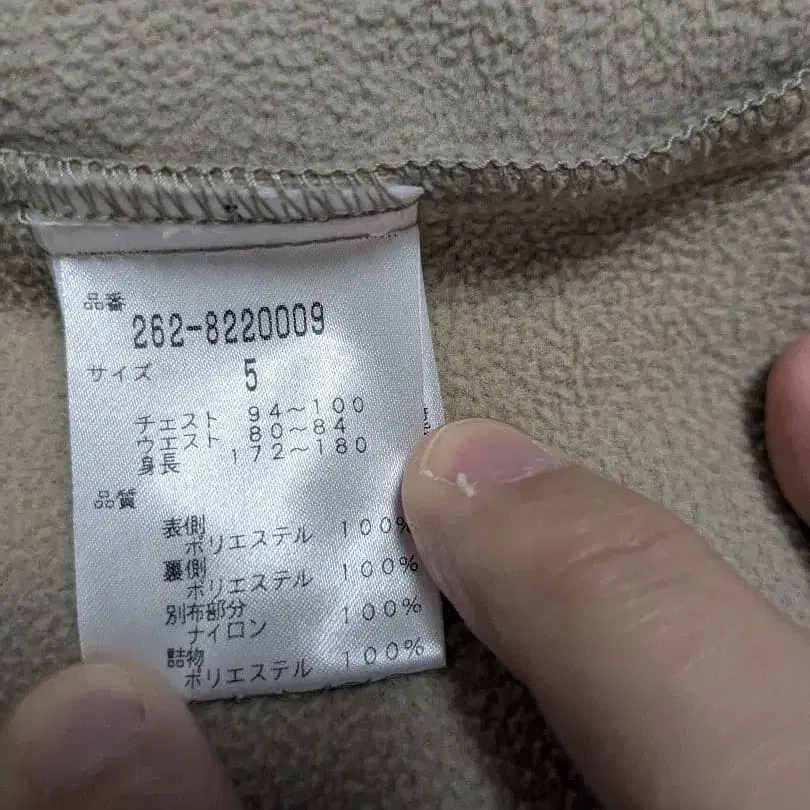 品番
262-8220009
サイズ 5
チェスト 94～100
ウエスト 80～84
身長 172～180
品質
表側
ポリエステル 100%
裏側
ポリエステル 100%
別布部分
ナイロン 100%
詰物
ポリエステル 100%